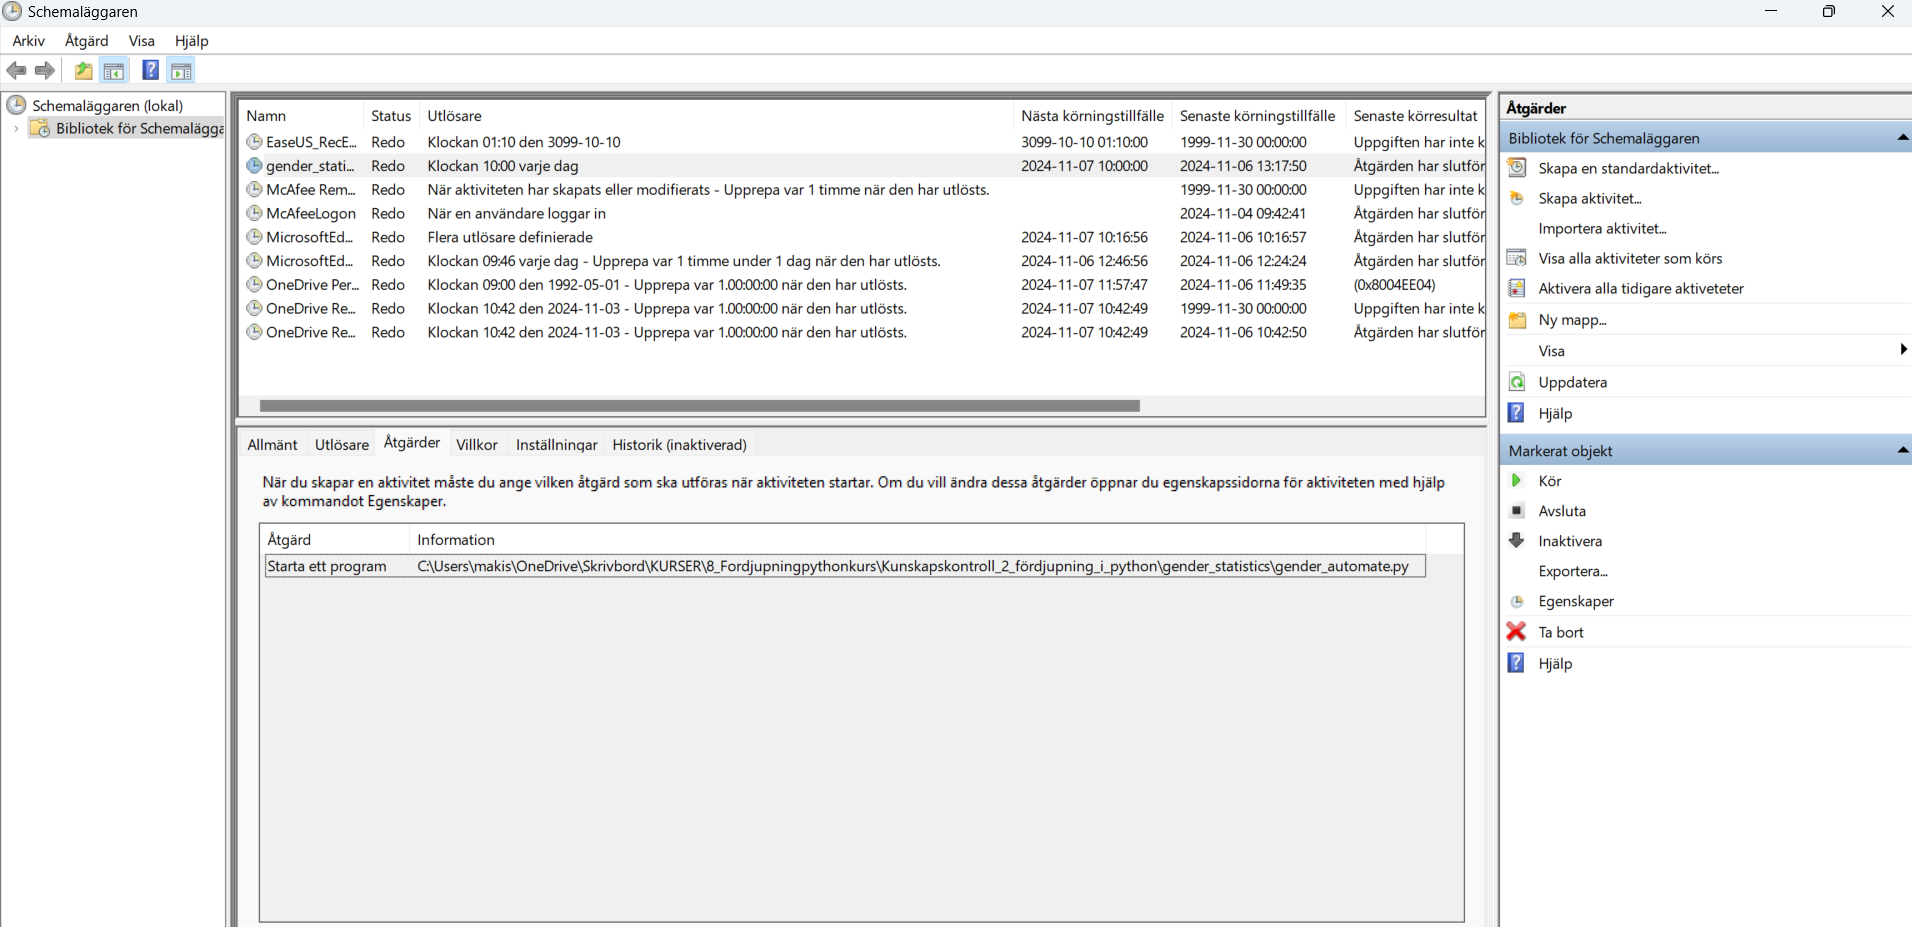 Schemaläggaren
Arkiv Åtgärd Visa Hjälp
Schemaläggaren (lokal)
Bibliotek för Schemalägga
Namn Status Utlösare Nästa körningstillfälle Senaste körningstillfälle Senaste körresultat
EaseUS_RecE... Redo Klockan 01:10 den 3099-10-10 3099-10-10 01:10:00 1999-11-30 00:00:00 Uppgiften har inte k
gender_stati... Redo Klockan 10:00 varje dag 2024-11-07 10:00:00 2024-11-06 13:17:50 Åtgärden har slutför
McAfee Rem... Redo När aktiviteten har skapats eller modifierats - Upprepa var 1 timme när den har utlösts. 1999-11-30 00:00:00 Uppgiften har inte k
McAfeeLogon Redo När en användare loggar in 2024-11-04 09:42:41 Åtgärden har slutför
MicrosoftEd... Redo Flera utlösare definierade 2024-11-07 10:16:56 2024-11-06 10:16:57 Åtgärden har slutför
MicrosoftEd... Redo Klockan 09:46 varje dag - Upprepa var 1 timme under 1 dag när den har utlösts. 2024-11-06 12:46:56 2024-11-06 12:24:24 Åtgärden har slutför
OneDrive Per... Redo Klockan 09:00 den 1992-05-01 - Upprepa var 1.00:00:00 när den har utlösts. 2024-11-07 11:57:47 2024-11-06 11:49:35 (0x8004EE04)
OneDrive Re... Redo Klockan 10:42 den 2024-11-03 - Upprepa var 1.00:00:00 när den har utlösts. 2024-11-07 10:42:49 1999-11-30 00:00:00 Uppgiften har inte k
OneDrive Re... Redo Klockan 10:42 den 2024-11-03 - Upprepa var 1.00:00:00 när den har utlösts. 2024-11-07 10:42:49 2024-11-06 10:42:50 Åtgärden har slutför
Allmänt Utlösare Åtgärder Villkor Inställningar Historik (inaktiverad)
När du skapar en aktivitet måste du ange vilken åtgärd som ska utföras när aktiviteten startar. Om du vill ändra dessa åtgärder öppnar du egenskapssidorna för aktiviteten med hjälp
av kommandot Egenskaper.
Åtgärd Information
Starta ett program C:\Users\makis\OneDrive\Skrivbord\KURSER\8_Fordjupningpythonkurs\Kunskapskontroll_2_fördjupning_i_python\gender_statistics\gender_automate.py
Åtgärder
Bibliotek för Schemaläggaren
Skapa en standardaktivitet...
Skapa aktivitet...
Importera aktivitet...
Visa alla aktiviteter som körs
Aktivera alla tidigare aktiveteter
Ny mapp...
Visa
Uppdatera
Hjälp
Markerat objekt
Kör
Avsluta
Inaktivera
Exportera...
Egenskaper
Ta bort
Hjälp